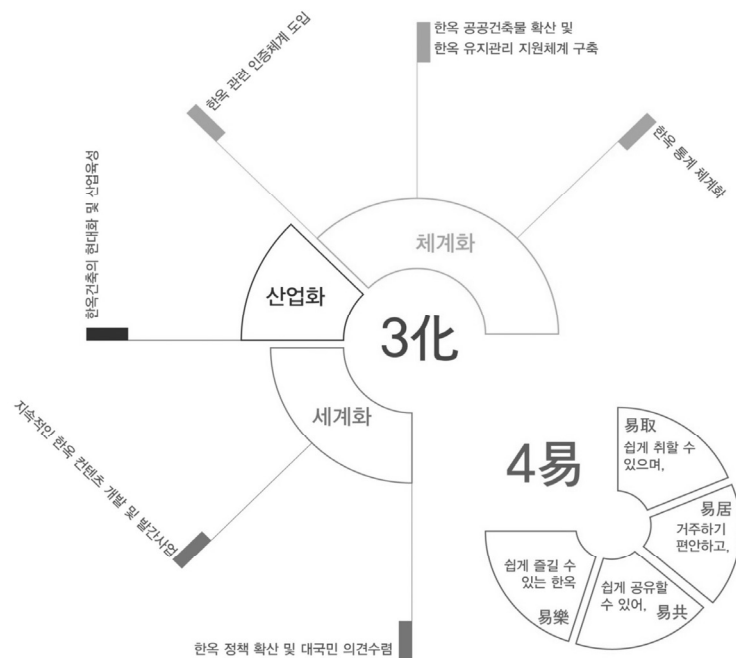 한옥 공공건축물 확산 및
한옥 유지관리 지원체계 구축
한옥 관련 인증체계 도입
한옥 통계 체계화
한옥건축의 현대화 및 산업육성
체계화
산업화
3化
세계화
지속적인 한옥 컨텐츠 개발 및 발간사업
한옥 정책 확산 및 대국민 의견수렴
4易
易取
쉽게 취할 수
있으며,
易居
거주하기
편안하고,
쉽게 공유할
수 있어,
易共
쉽게 즐길 수
있는 한옥
易樂